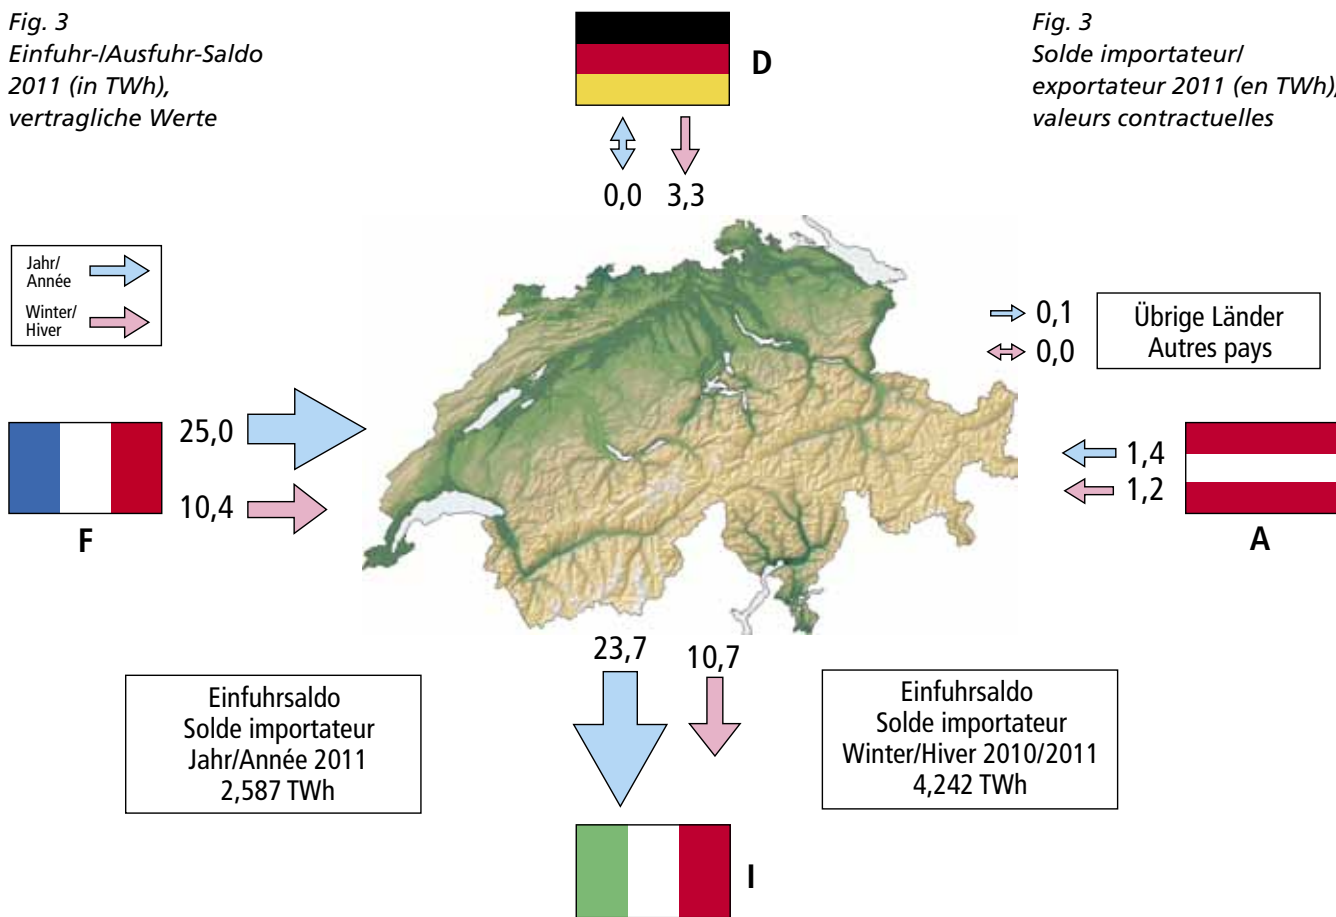 Fig. 3
Einfuhr-/Ausfuhr-Saldo
2011 (in TWh),
vertragliche Werte
Fig. 3
Solde importateur/
exportateur 2011 (en TWh),
valeurs contractuelles
D
0,0 3,3
Jahr/
Année
Winter/
Hiver
0,1
0,0
Übrige Länder
Autres pays
25,0
10,4
F
1,4
1,2
A
23,7 10,7
Einfuhrsaldo
Solde importateur
Jahr/Année 2011
2,587 TWh
Einfuhrsaldo
Solde importateur
Winter/Hiver 2010/2011
4,242 TWh
I